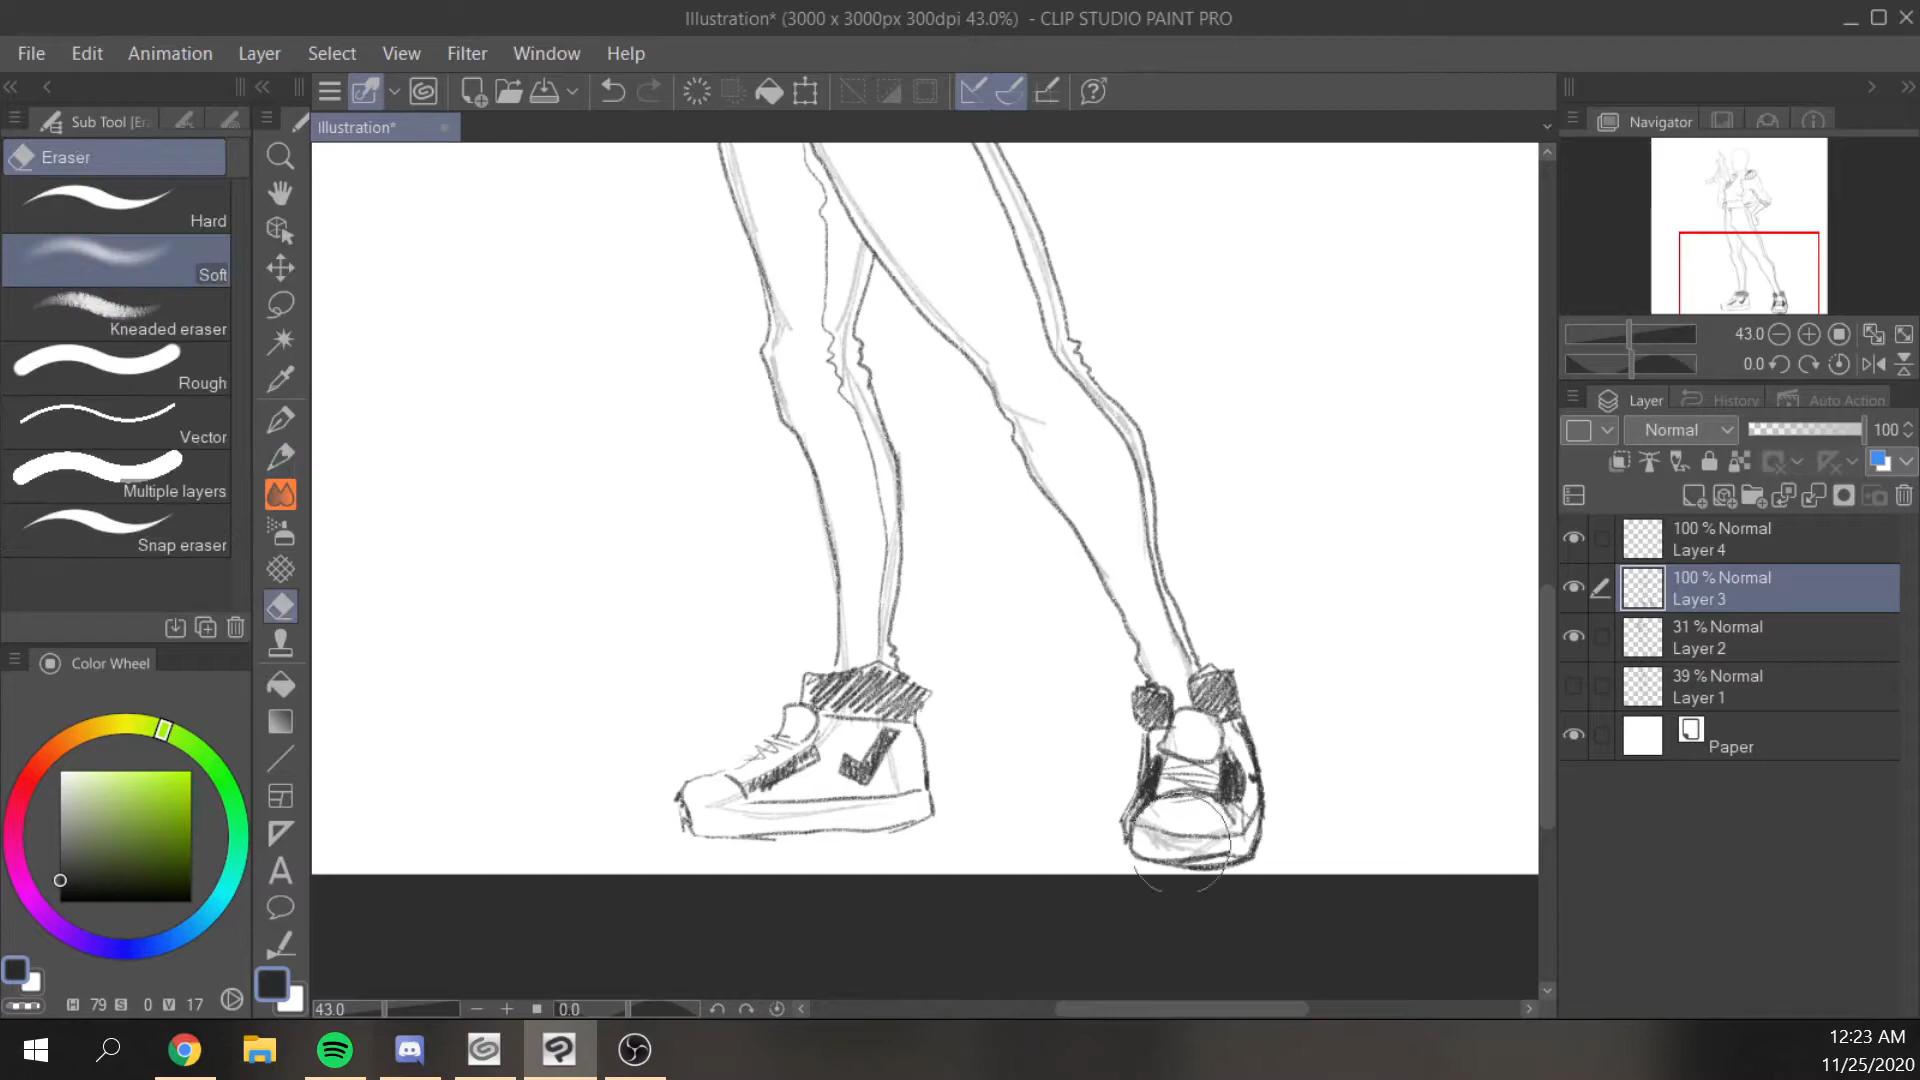 Illustration* (3000 x 3000px 300dpi 43.0%) - CLIP STUDIO PAINT PRO
File Edit Animation Layer Select View Filter Window Help
Sub Tool [Era
Illustration*
Navigator
Eraser
Hard
Soft
Kneaded eraser
Rough
Vector
Multiple layers
Snap eraser
43.0
0.0
Layer History Auto Action
Normal 100
100 % Normal
Layer 4
100 % Normal
Layer 3
31 % Normal
Layer 2
39 % Normal
Layer 1
Paper
Color Wheel
H 79 S 0 V 17
43.0 0.0
12:23 AM
11/25/2020